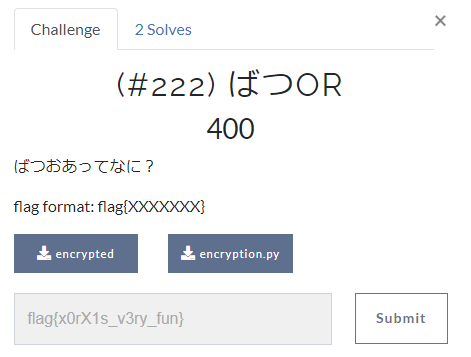 Challenge
2 Solves
×
(#222) ばつOR
400
ばつおあってなに？
flag format: flag{XXXXXXX}
encrypted
encryption.py
flag{x0rX1s_v3ry_fun}
Submit